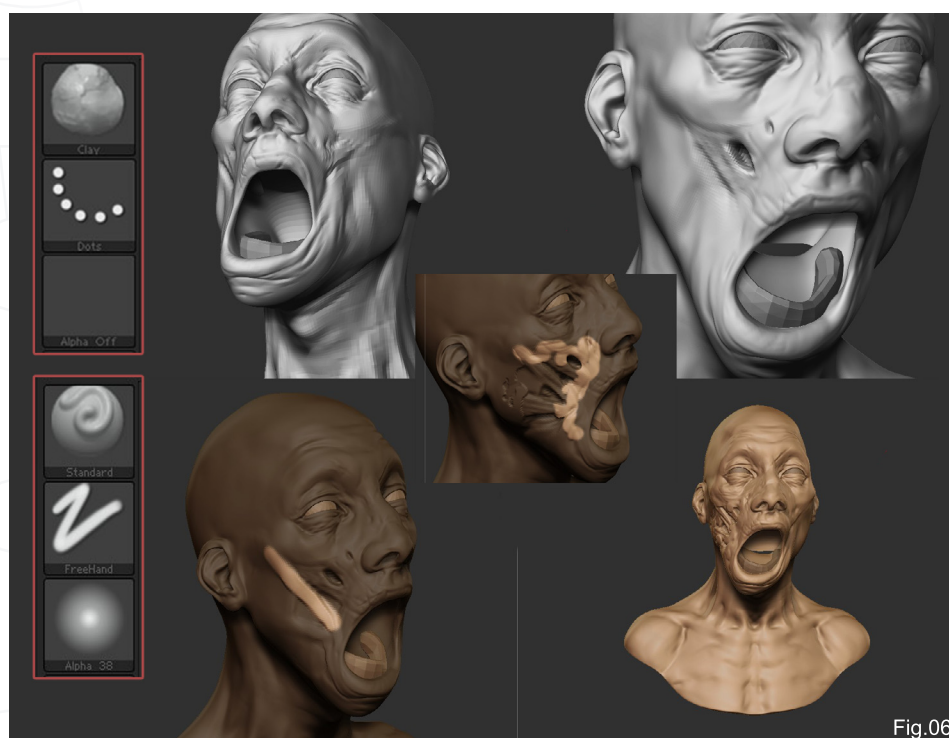 Clay
Dots
Alpha Off
Standard
FreeHand
Alpha 38
Fig.06